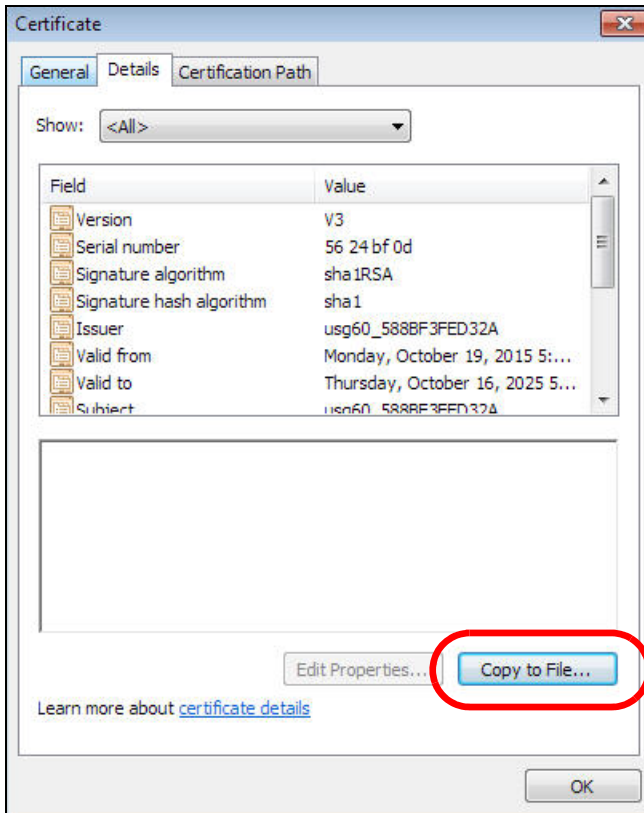 Certificate
General Details Certification Path
Show: <All>
Field Value
Version V3
Serial number 56 24 bf 0d
Signature algorithm sha1RSA
Signature hash algorithm sha1
Issuer usg60_588BF3FED32A
Valid from Monday, October 19, 2015 5:...
Valid to Thursday, October 16, 2025 5...
Subject usg60_588BF3FED32A
Edit Properties... Copy to File...
Learn more about certificate details
OK